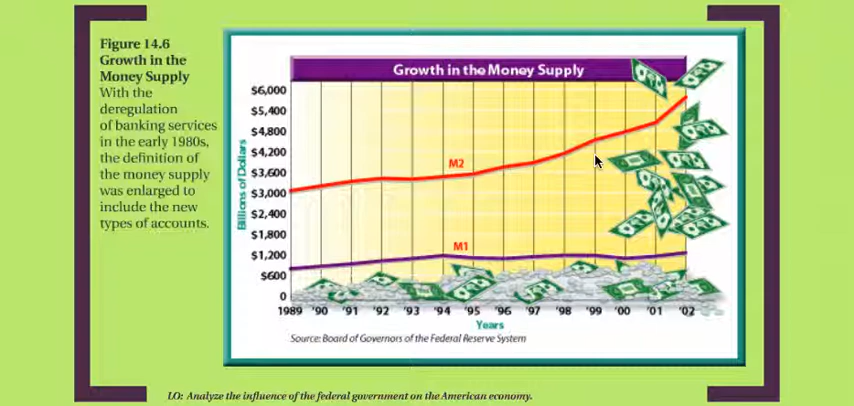 Figure 14.6
Growth in the
Money Supply
With the
deregulation
of banking services
in the early 1980s,
the definition of
the money supply
was enlarged to
include the new
types of accounts.
Growth in the Money Supply
Billions of Dollars
$6,000
$5,400
$4,800
$4,200
$3,600
$3,000
$2,400
$1,800
$1,200
$600
0
M2
M1
1989 '90 '91 '92 '93 '94 '95 '96 '97 '98 '99 '00 '01 '02
Years
Source: Board of Governors of the Federal Reserve System
LO: Analyze the influence of the federal government on the American economy.